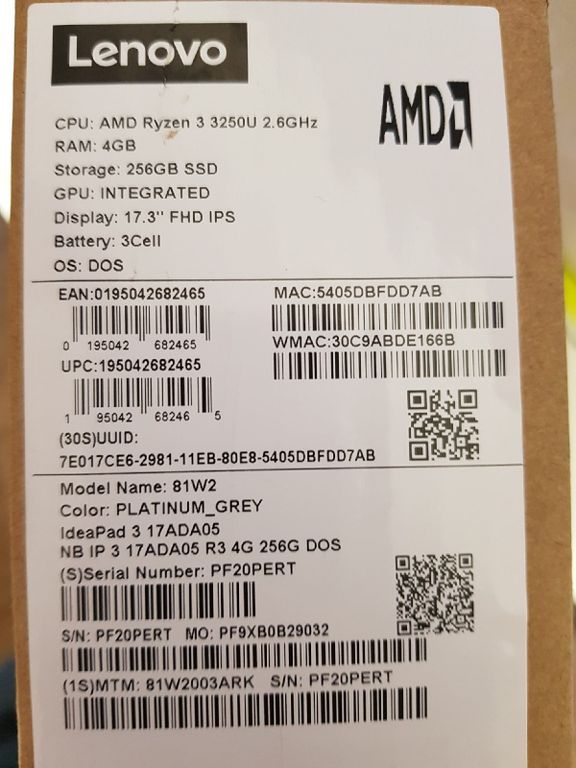 Lenovo
AMD
CPU: AMD Ryzen 3 3250U 2.6GHz
RAM: 4GB
Storage: 256GB SSD
GPU: INTEGRATED
Display: 17.3'' FHD IPS
Battery: 3Cell
OS: DOS
EAN:0195042682465
0 195042 682465
UPC:195042682465
1 95042 68246 5
MAC:5405DBFDD7AB
WMAC:30C9ABDE166B
(30S)UUID:
7E017CE6-2981-11EB-80E8-5405DBFDD7AB
Model Name: 81W2
Color: PLATINUM_GREY
IdeaPad 3 17ADA05
NB IP 3 17ADA05 R3 4G 256G DOS
(S)Serial Number: PF20PERT
S/N: PF20PERT MO: PF9XB0B29032
(1S)MTM: 81W2003ARK S/N: PF20PERT